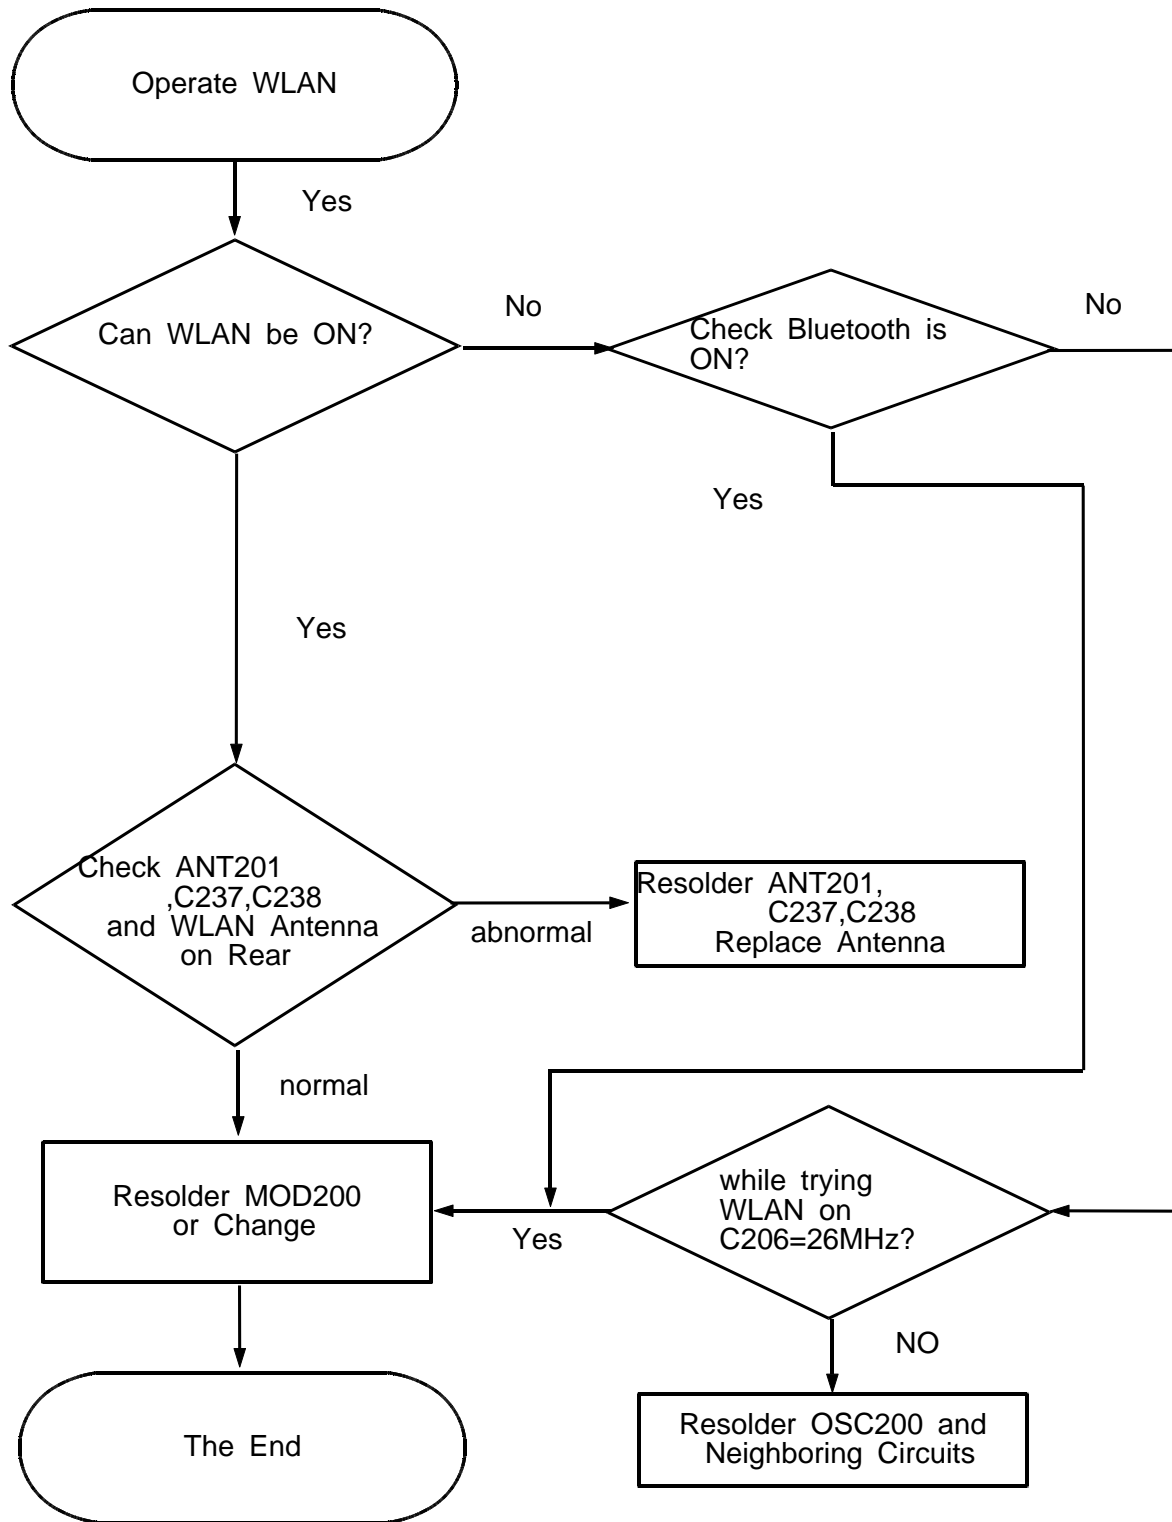 Operate WLAN
Yes
Can WLAN be ON?
No
Check Bluetooth is
ON?
No
Yes
Yes
Check ANT201
,C237,C238
and WLAN Antenna
on Rear
abnormal
Resolder ANT201,
C237,C238
Replace Antenna
normal
Resolder MOD200
or Change
Yes
while trying
WLAN on
C206=26MHz?
NO
The End
Resolder OSC200 and
Neighboring Circuits